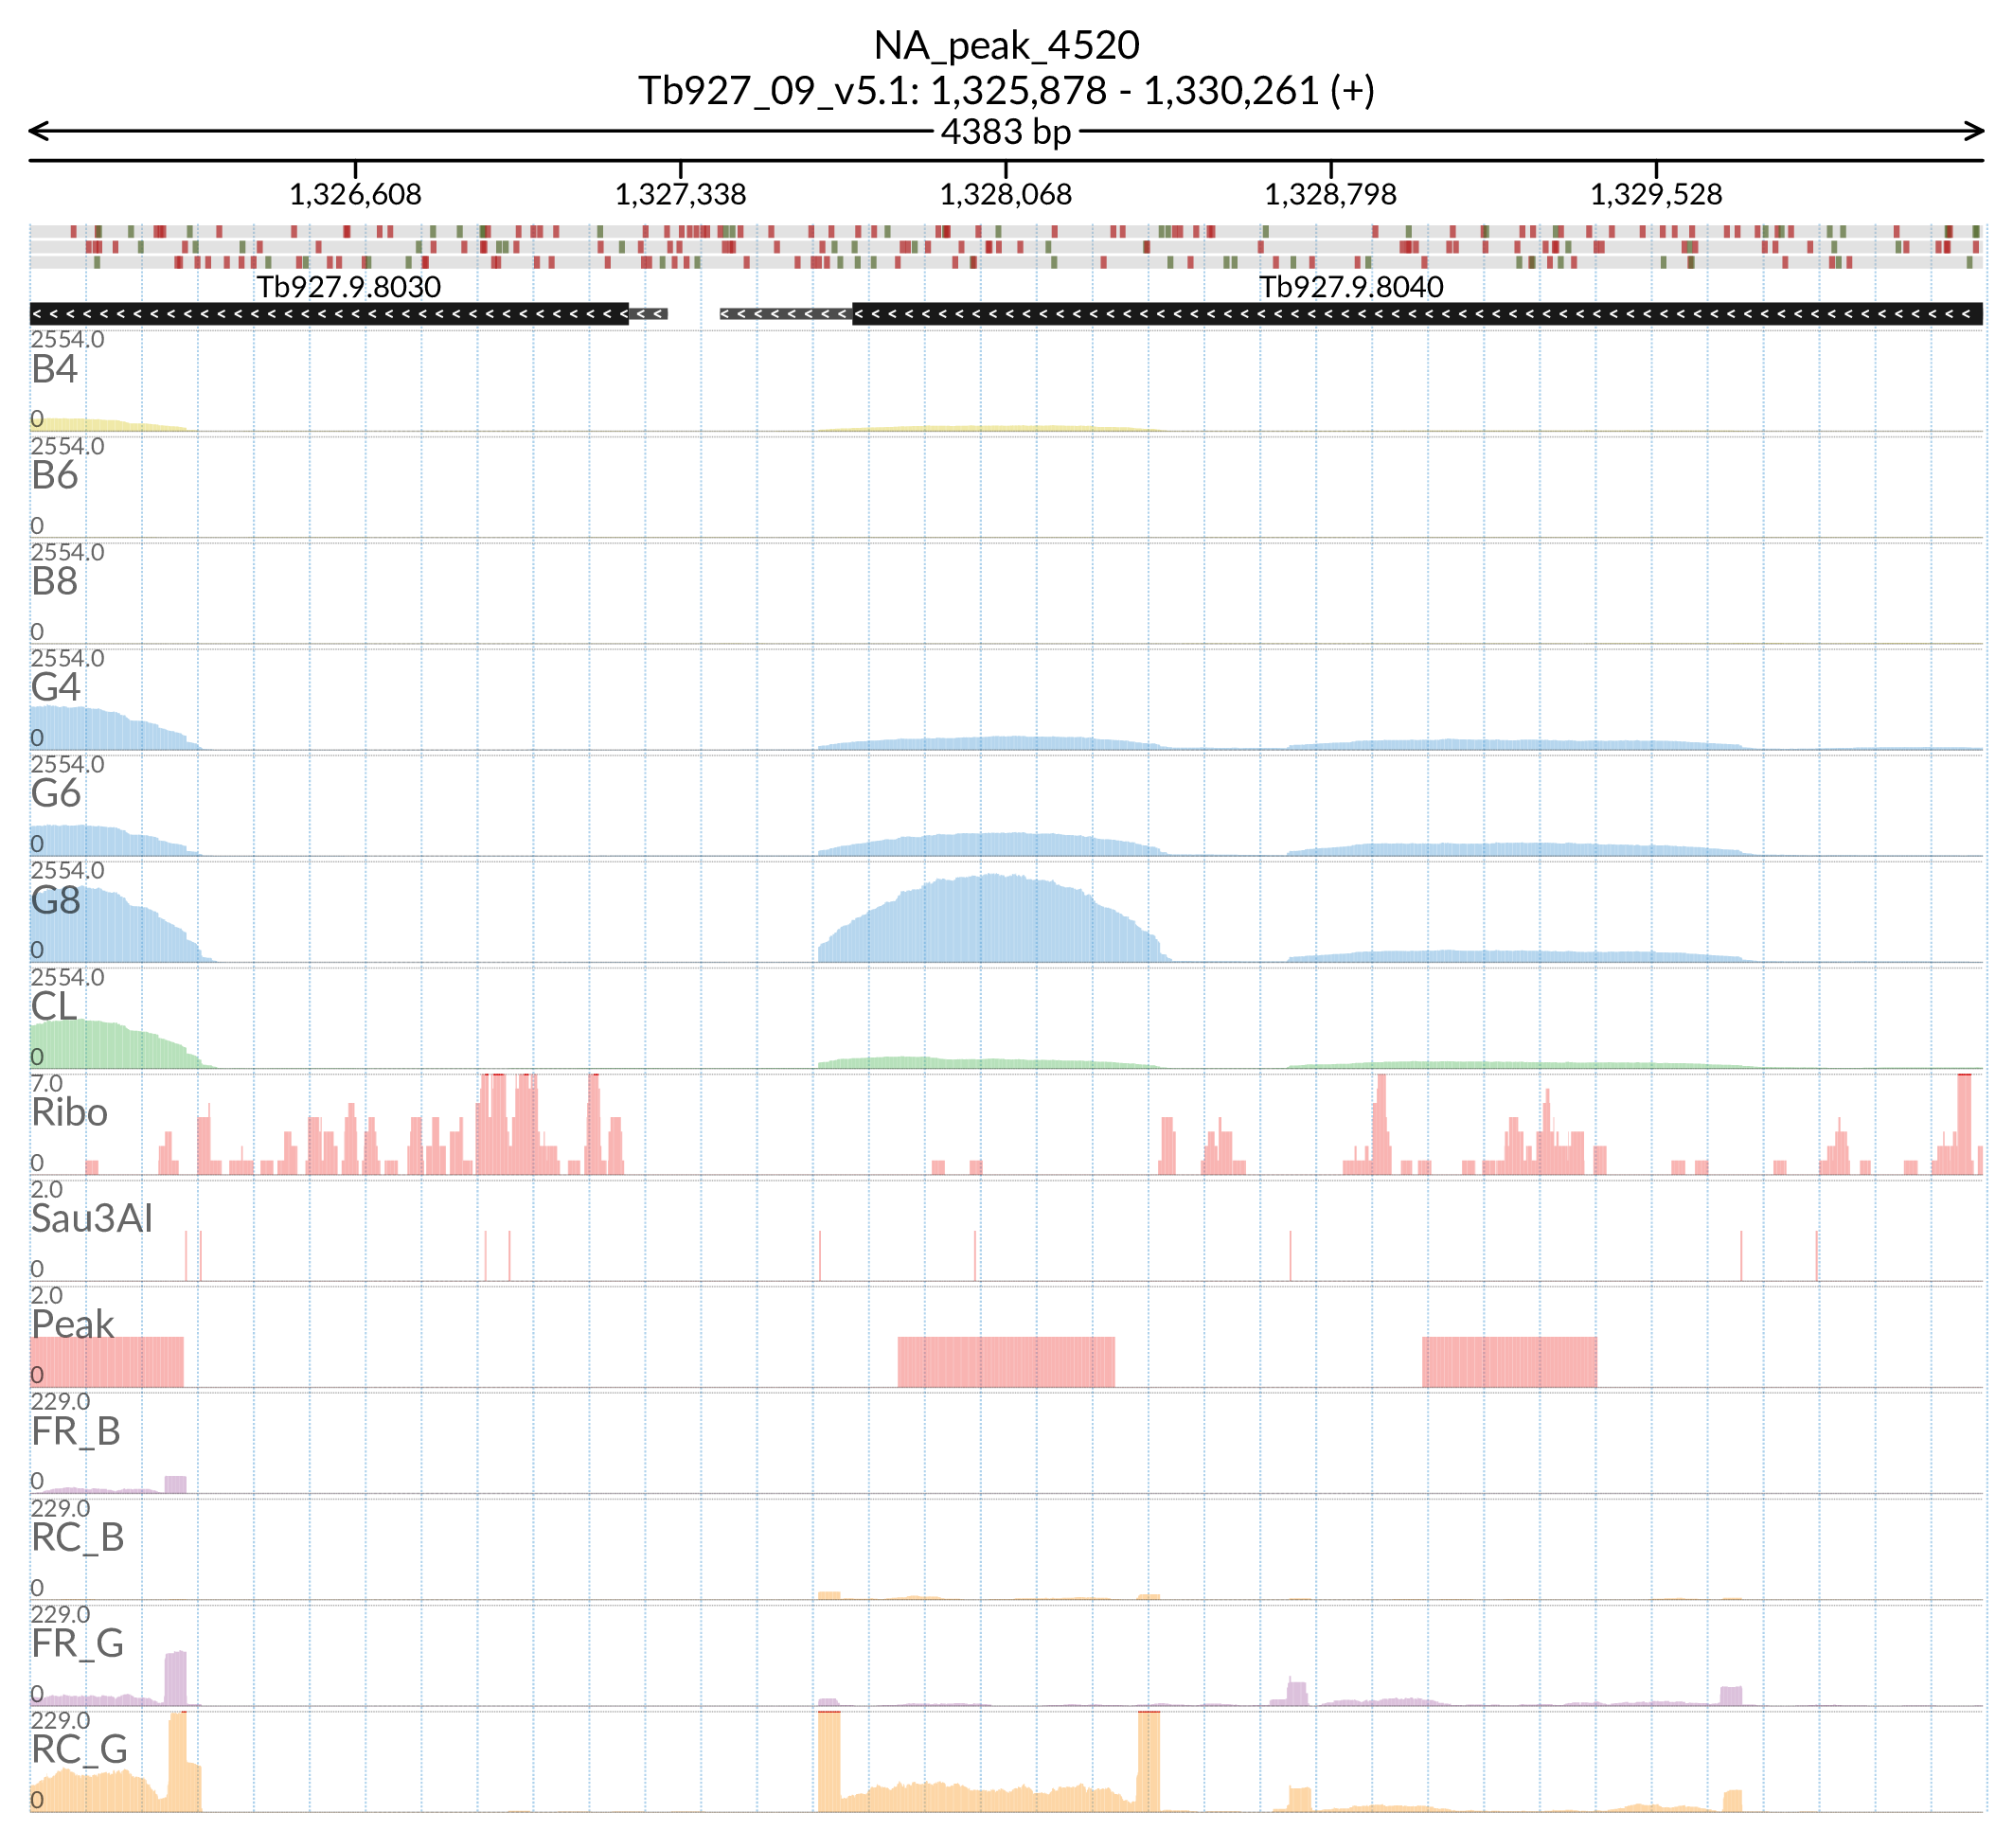 NA_peak_4520
Tb927_09_v5.1: 1,325,878 - 1,330,261 (+)
4383 bp
1,326,608 1,327,338 1,328,068 1,328,798 1,329,528
Tb927.9.8030 Tb927.9.8040
2554.0
B4
0
2554.0
B6
0
2554.0
B8
0
2554.0
G4
0
2554.0
G6
0
2554.0
G8
0
2554.0
CL
0
7.0
Ribo
0
2.0
Sau3AI
0
2.0
Peak
0
229.0
FR_B
0
229.0
RC_B
0
229.0
FR_G
0
229.0
RC_G
0